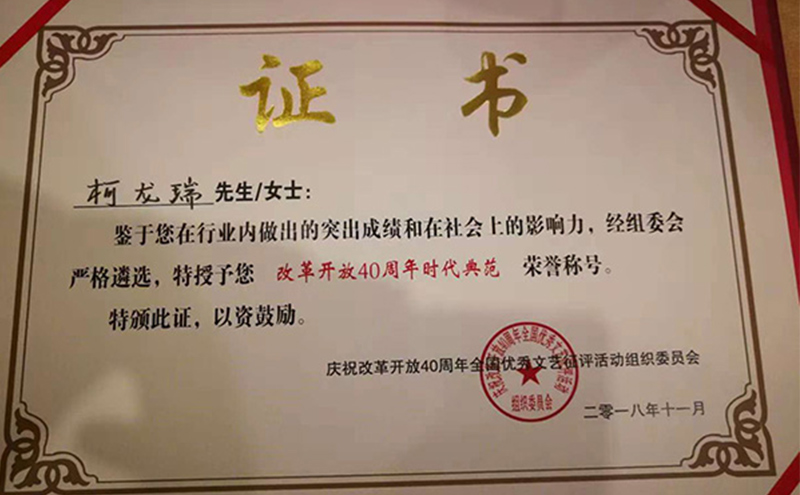 证书
柯龙瑞 先生/女士：
鉴于您在行业内做出的突出成绩和在社会上的影响力，经组委会
严格遴选，特授予您 改革开放40周年时代典范 荣誉称号。
特颁此证，以资鼓励。
庆祝改革开放40周年全国优秀文艺征评活动组织委员会
二零一八年十一月
组织委员会